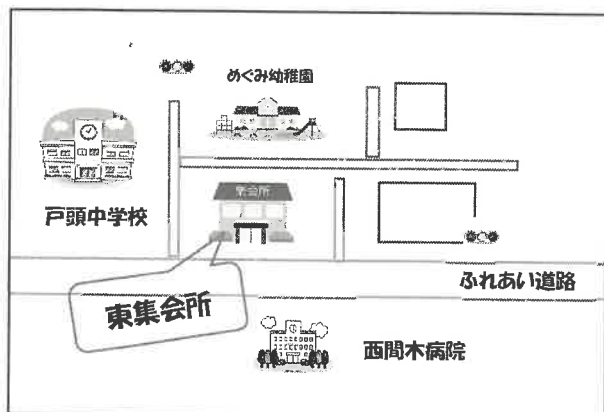 めぐみ幼稚園
集会所
戸頭中学校
ふれあい道路
東集会所
西間木病院